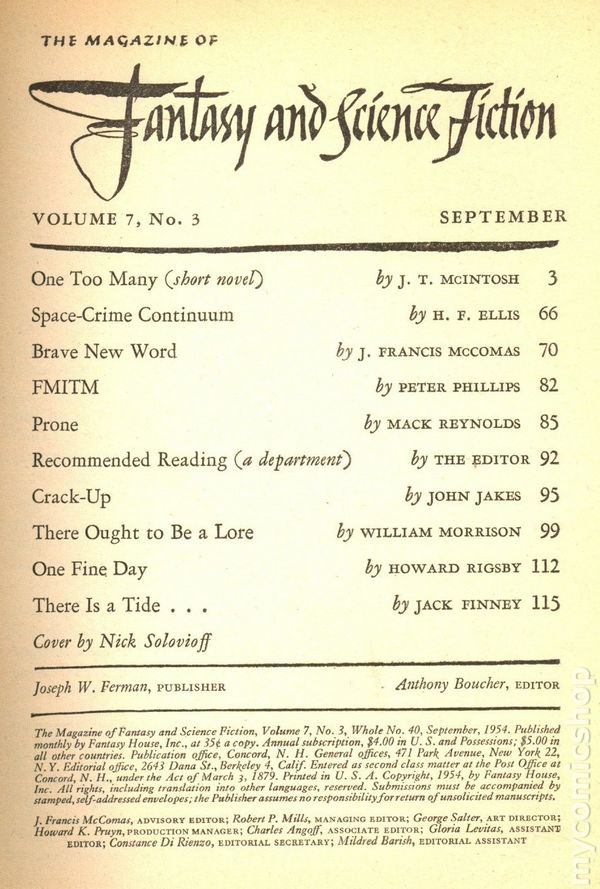 THE MAGAZINE OF
Fantasy and Science Fiction
VOLUME 7, No. 3 SEPTEMBER
One Too Many (short novel) by J. T. MCINTOSH 3
Space-Crime Continuum by H. F. ELLIS 66
Brave New Word by J. FRANCIS MCCOMAS 70
FMITM by PETER PHILLIPS 82
Prone by MACK REYNOLDS 85
Recommended Reading (a department) by THE EDITOR 92
Crack-Up by JOHN JAKES 95
There Ought to Be a Lore by WILLIAM MORRISON 99
One Fine Day by HOWARD RIGSBY 112
There Is a Tide . . . by JACK FINNEY 115
Cover by Nick Solovioff
Joseph W. Ferman, PUBLISHER Anthony Boucher, EDITOR
The Magazine of Fantasy and Science Fiction, Volume 7, No. 3, Whole No. 40, September, 1954. Published
monthly by Fantasy House, Inc., at 35¢ a copy. Annual subscription, $4.00 in U. S. and Possessions; $5.00 in
all other countries. Publication office, Concord, N. H. General offices, 471 Park Avenue, New York 22,
N. Y. Editorial office, 2643 Dana St., Berkeley 4, Calif. Entered as second class matter at the Post Office at
Concord, N. H., under the Act of March 3, 1879. Printed in U. S. A. Copyright, 1954, by Fantasy House,
Inc. All rights, including translation into other languages, reserved. Submissions must be accompanied by
stamped, self-addressed envelopes; the Publisher assumes no responsibility for return of unsolicited manuscripts.
J. Francis McComas, ADVISORY EDITOR; Robert P. Mills, MANAGING EDITOR; George Salter, ART DIRECTOR;
Howard K. Pruyn, PRODUCTION MANAGER; Charles Angoff, ASSOCIATE EDITOR; Gloria Levitas, ASSISTANT
EDITOR; Constance Di Rienzo, EDITORIAL SECRETARY; Mildred Barish, EDITORIAL ASSISTANT
mycomicshop